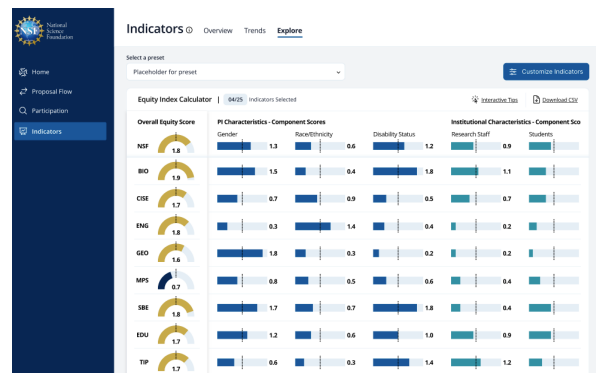 National
Science
Foundation
Home
Proposal Flow
Participation
Indicators
Indicators Overview Trends Explore
Select a preset
Placeholder for preset
Customize Indicators
Equity Index Calculator | 04/25 Indicators Selected Interactive Tips Download CSV
Overall Equity Score PI Characteristics - Component Scores Institutional Characteristics - Component Sco
Gender Race/Ethnicity Disability Status Research Staff Students
NSF 1.8 1.3 0.6 1.2 0.9
BIO 1.9 1.5 0.4 1.8 1.1
CISE 1.7 0.7 0.9 0.5 0.7
ENG 1.8 0.3 1.4 0.4 0.2
GEO 1.6 1.8 0.3 0.2 0.2
MPS 0.7 0.8 0.5 0.6 0.4
SBE 1.8 1.7 0.7 1.8 0.4
EDU 1.7 1.2 0.6 1.0 0.9
TIP 1.7 0.6 0.3 1.4 1.2